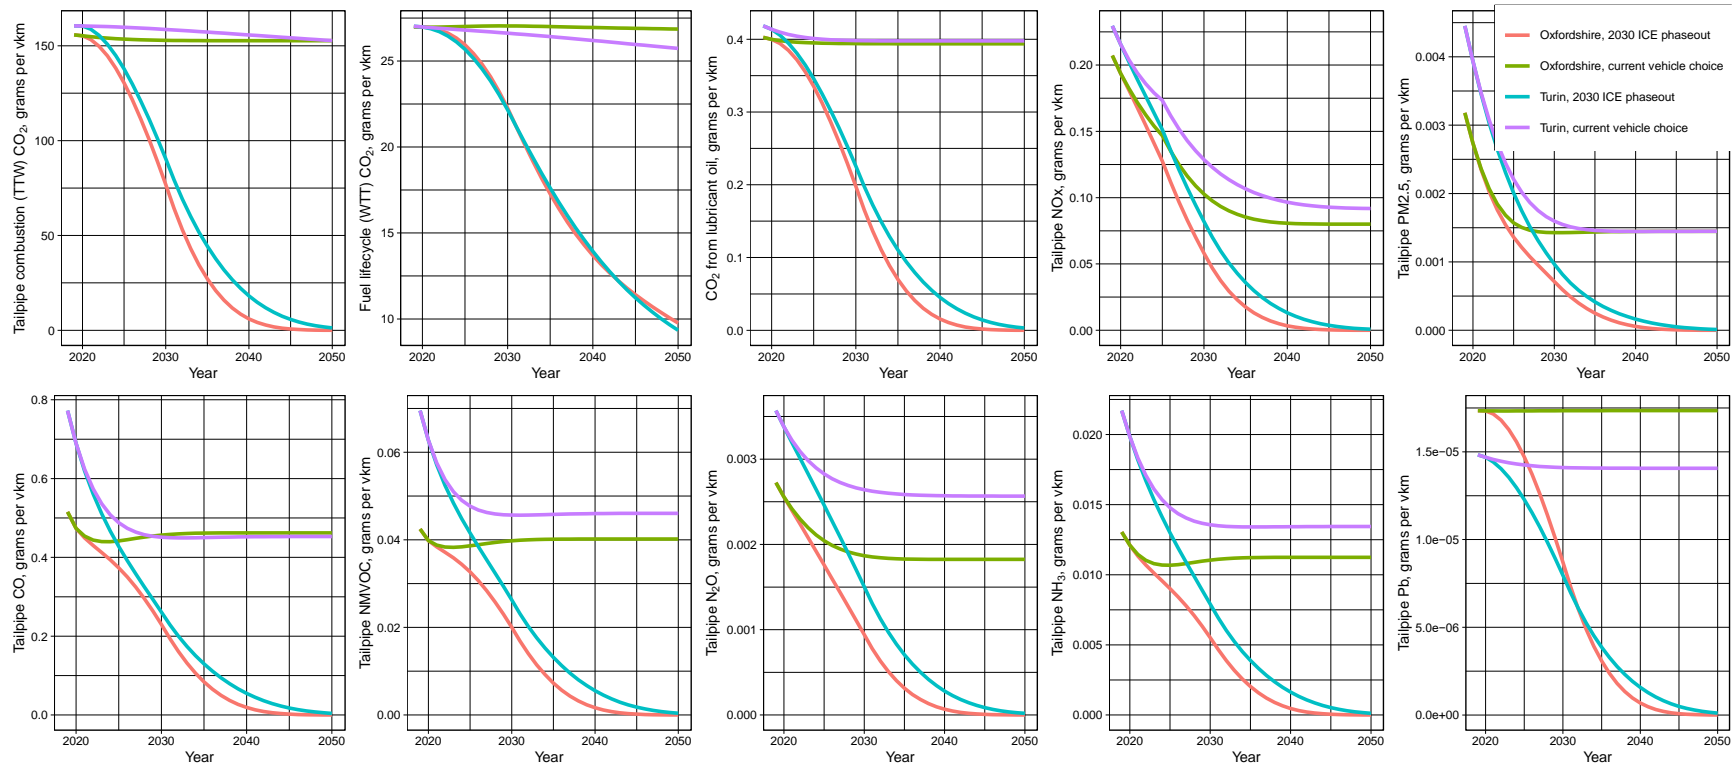 Tailpipe combustion (TTW) CO₂, grams per vkm
150
100
50
0
2020 2030 2040 2050
Year
Fuel lifecycle (WTT) CO₂, grams per vkm
25
20
15
10
2020 2030 2040 2050
Year
CO₂ from lubricant oil, grams per vkm
0.4
0.3
0.2
0.1
0.0
2020 2030 2040 2050
Year
Tailpipe NOx, grams per vkm
0.20
0.15
0.10
0.05
0.00
2020 2030 2040 2050
Year
Tailpipe PM2.5, grams per vkm
0.004
0.003
0.002
0.001
0.000
2020 2030 2040 2050
Year
Oxfordshire, 2030 ICE phaseout
Oxfordshire, current vehicle choice
Turin, 2030 ICE phaseout
Turin, current vehicle choice
Tailpipe CO, grams per vkm
0.8
0.6
0.4
0.2
0.0
2020 2030 2040 2050
Year
Tailpipe NMVOC, grams per vkm
0.06
0.04
0.02
0.00
2020 2030 2040 2050
Year
Tailpipe N₂O, grams per vkm
0.003
0.002
0.001
0.000
2020 2030 2040 2050
Year
Tailpipe NH₃, grams per vkm
0.020
0.015
0.010
0.005
0.000
2020 2030 2040 2050
Year
Tailpipe Pb, grams per vkm
1.5e−05
1.0e−05
5.0e−06
0.0e+00
2020 2030 2040 2050
Year